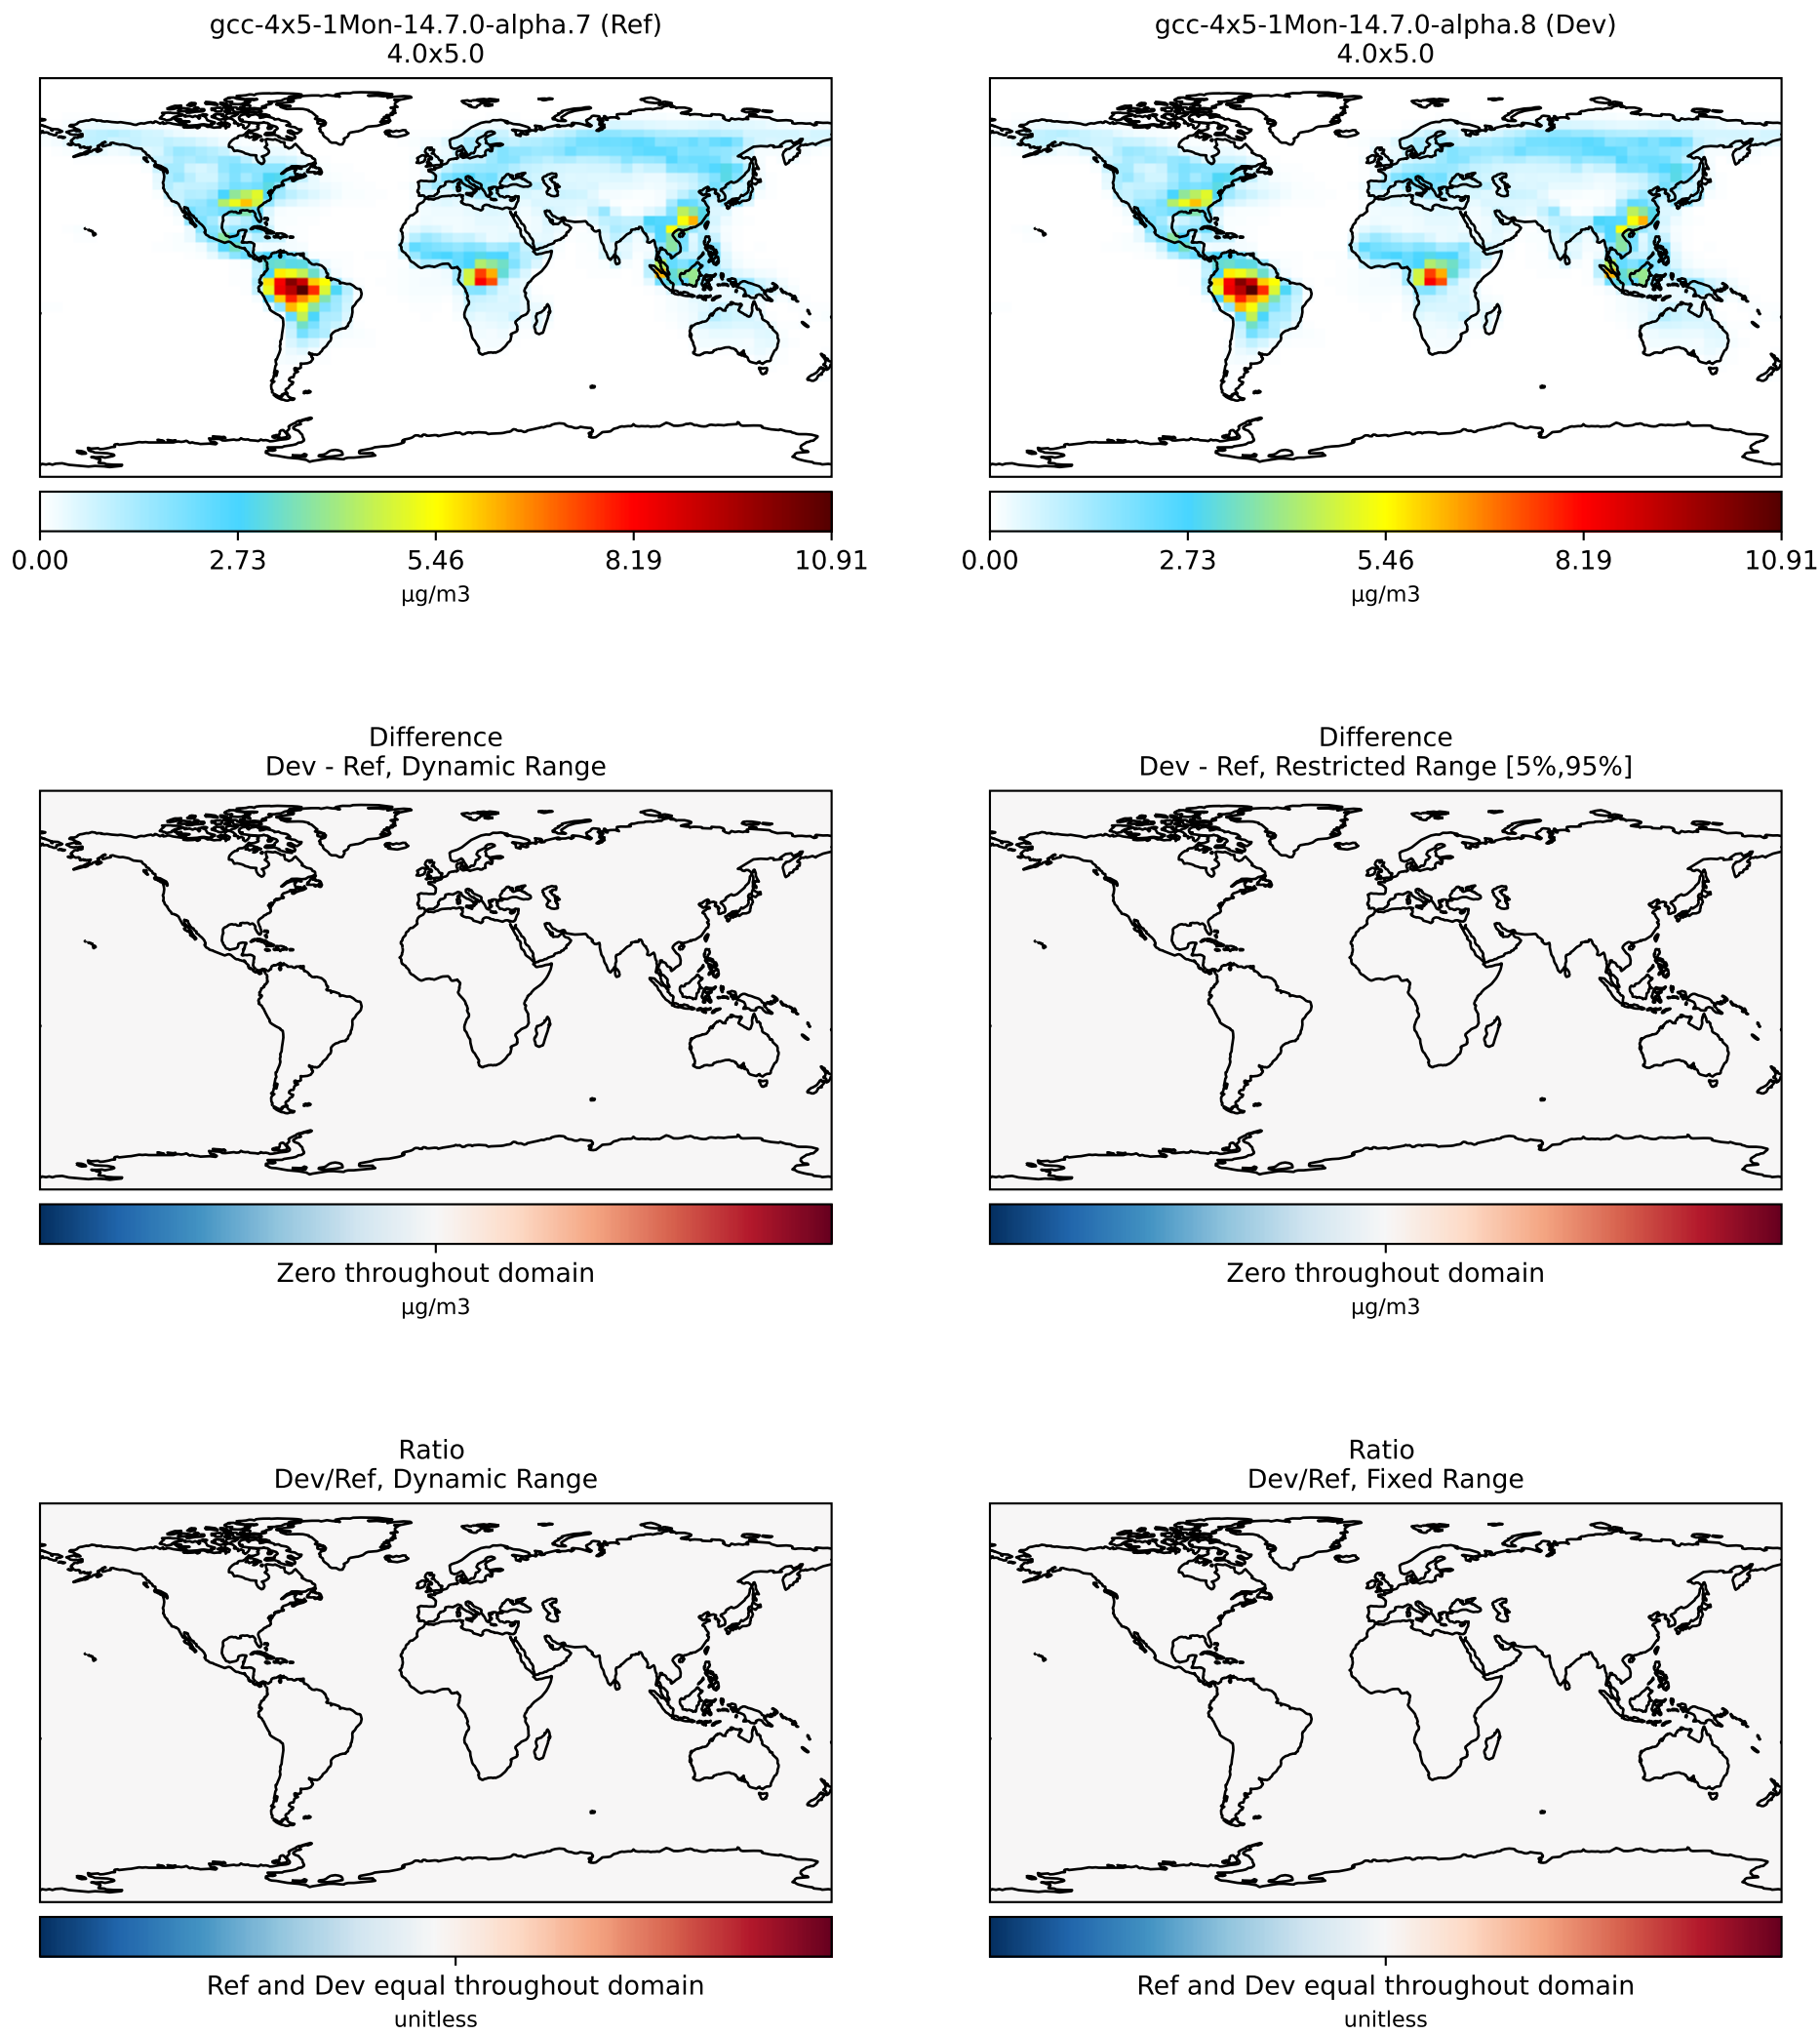 gcc-4x5-1Mon-14.7.0-alpha.7 (Ref)
4.0x5.0
gcc-4x5-1Mon-14.7.0-alpha.8 (Dev)
4.0x5.0
0.00 2.73 5.46 8.19 10.91
µg/m3
0.00 2.73 5.46 8.19 10.91
µg/m3
Difference
Dev - Ref, Dynamic Range
Difference
Dev - Ref, Restricted Range [5%,95%]
Zero throughout domain
µg/m3
Zero throughout domain
µg/m3
Ratio
Dev/Ref, Dynamic Range
Ratio
Dev/Ref, Fixed Range
Ref and Dev equal throughout domain
unitless
Ref and Dev equal throughout domain
unitless